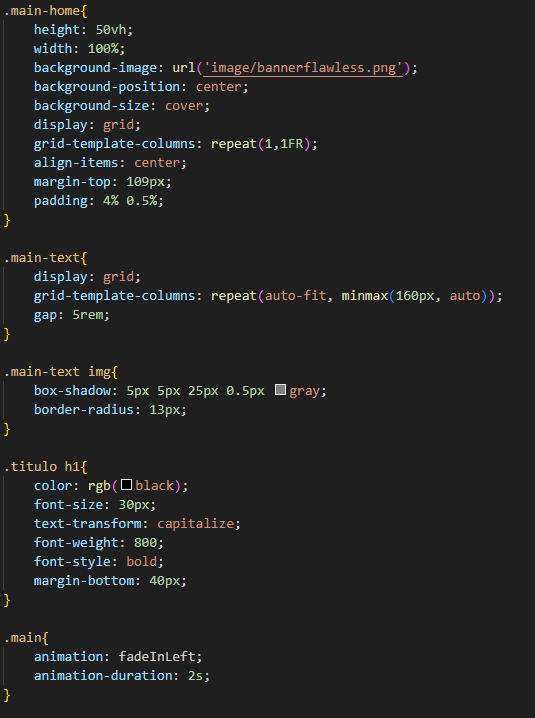 .main-home{
    height: 50vh;
    width: 100%;
    background-image: url('image/bannerflawless.png');
    background-position: center;
    background-size: cover;
    display: grid;
    grid-template-columns: repeat(1,1FR);
    align-items: center;
    margin-top: 109px;
    padding: 4% 0.5%;
}

.main-text{
    display: grid;
    grid-template-columns: repeat(auto-fit, minmax(160px, auto));
    gap: 5rem;
}

.main-text img{
    box-shadow: 5px 5px 25px 0.5px gray;
    border-radius: 13px;
}

.titulo h1{
    color: rgb(black);
    font-size: 30px;
    text-transform: capitalize;
    font-weight: 800;
    font-style: bold;
    margin-bottom: 40px;
}

.main{
    animation: fadeInLeft;
    animation-duration: 2s;
}